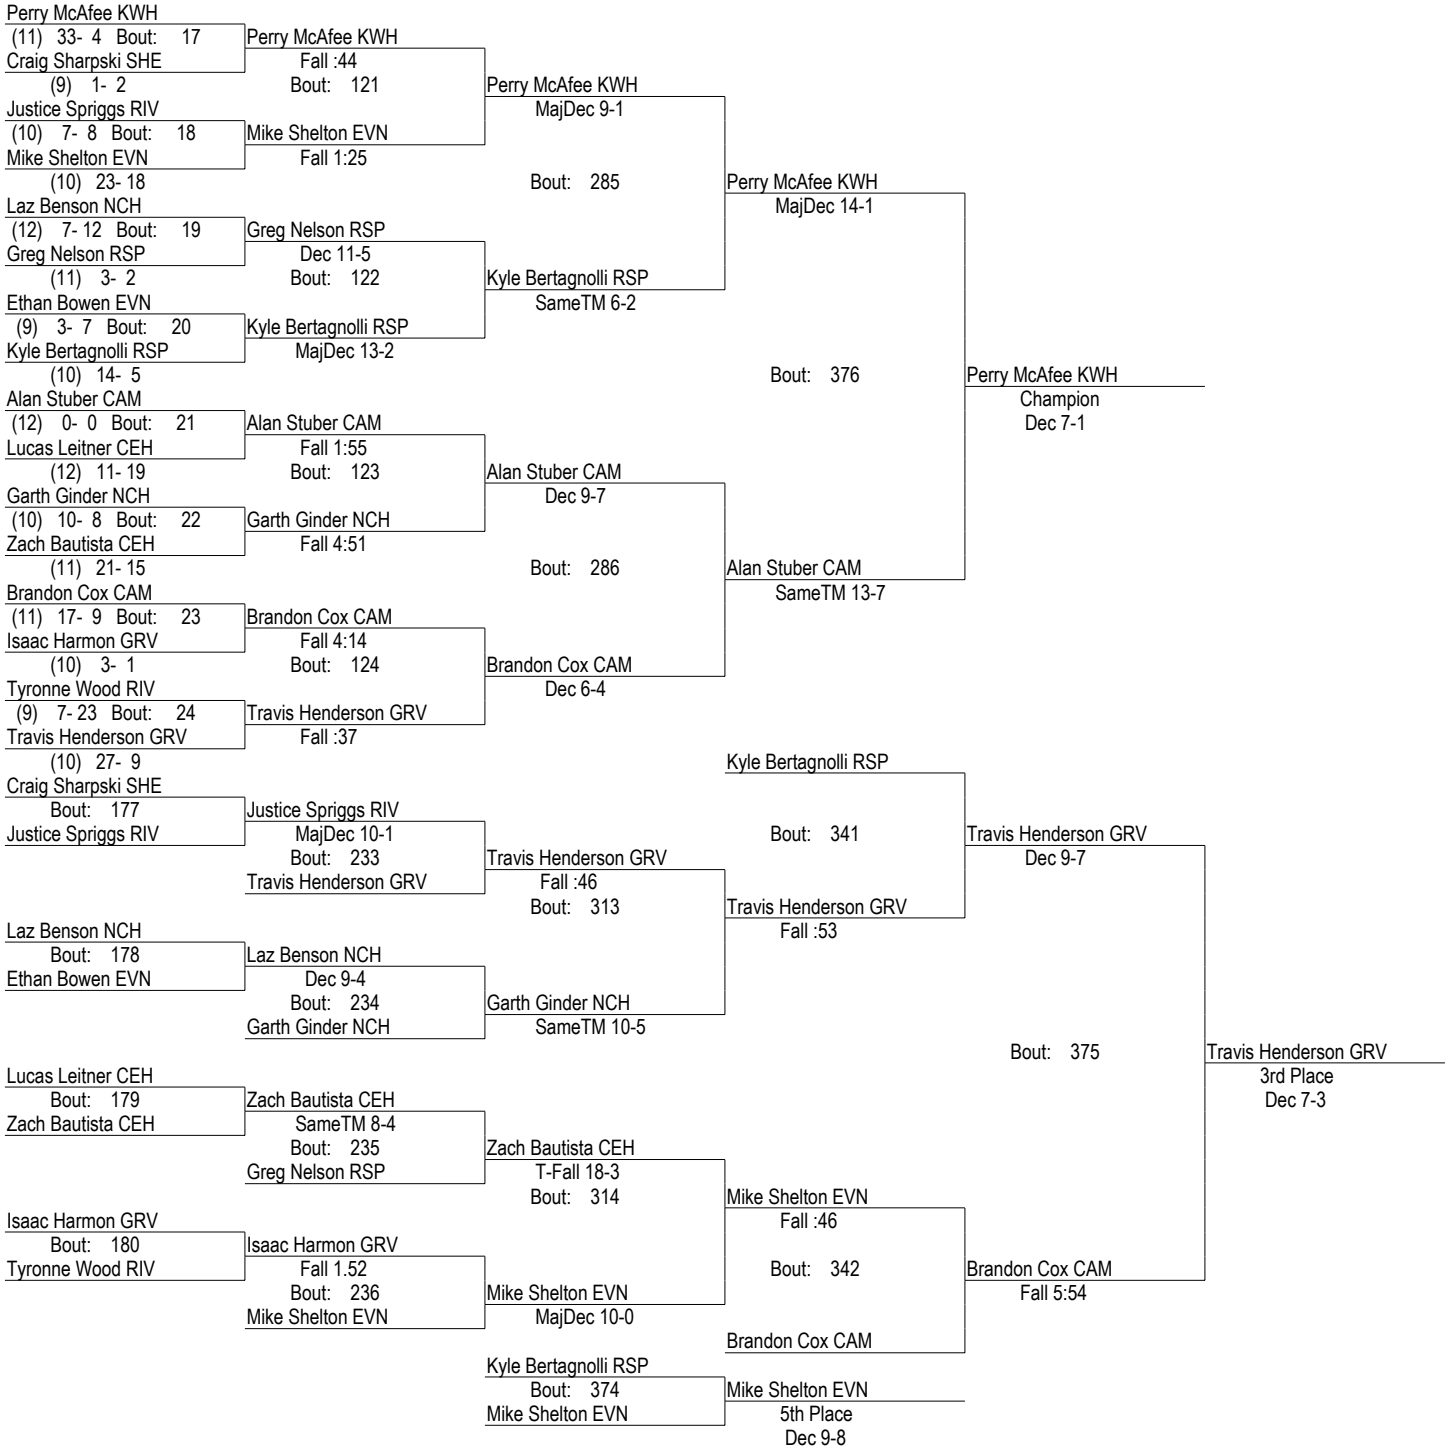 Perry McAfee KWH
(11) 33- 4 Bout: 17 Perry McAfee KWH
Craig Sharpski SHE Fall :44
(9) 1- 2 Bout: 121 Perry McAfee KWH
Justice Spriggs RIV MajDec 9-1
(10) 7- 8 Bout: 18 Mike Shelton EVN
Mike Shelton EVN Fall 1:25
(10) 23- 18 Bout: 285 Perry McAfee KWH
Laz Benson NCH MajDec 14-1
(12) 7- 12 Bout: 19 Greg Nelson RSP
Greg Nelson RSP Dec 11-5
(11) 3- 2 Bout: 122 Kyle Bertagnolli RSP
Ethan Bowen EVN SameTM 6-2
(9) 3- 7 Bout: 20 Kyle Bertagnolli RSP
Kyle Bertagnolli RSP MajDec 13-2
(10) 14- 5 Bout: 376 Perry McAfee KWH
Alan Stuber CAM Champion
(12) 0- 0 Bout: 21 Alan Stuber CAM Dec 7-1
Lucas Leitner CEH Fall 1:55
(12) 11- 19 Bout: 123 Alan Stuber CAM
Garth Ginder NCH Dec 9-7
(10) 10- 8 Bout: 22 Garth Ginder NCH
Zach Bautista CEH Fall 4:51
(11) 21- 15 Bout: 286 Alan Stuber CAM
Brandon Cox CAM SameTM 13-7
(11) 17- 9 Bout: 23 Brandon Cox CAM
Isaac Harmon GRV Fall 4:14
(10) 3- 1 Bout: 124 Brandon Cox CAM
Tyronne Wood RIV Dec 6-4
(9) 7- 23 Bout: 24 Travis Henderson GRV
Travis Henderson GRV Fall :37
(10) 27- 9 Kyle Bertagnolli RSP
Craig Sharpski SHE
Bout: 177 Justice Spriggs RIV
Justice Spriggs RIV MajDec 10-1 Bout: 341 Travis Henderson GRV
Bout: 233 Travis Henderson GRV Dec 9-7
Travis Henderson GRV Fall :46
Bout: 313 Travis Henderson GRV
Laz Benson NCH Fall :53
Bout: 178 Laz Benson NCH
Ethan Bowen EVN Dec 9-4
Bout: 234 Garth Ginder NCH
Garth Ginder NCH SameTM 10-5
Bout: 375 Travis Henderson GRV
Lucas Leitner CEH 3rd Place
Bout: 179 Zach Bautista CEH Dec 7-3
Zach Bautista CEH SameTM 8-4
Bout: 235 Zach Bautista CEH
Greg Nelson RSP T-Fall 18-3
Bout: 314 Mike Shelton EVN
Isaac Harmon GRV Fall :46
Bout: 180 Isaac Harmon GRV
Tyronne Wood RIV Fall 1.52 Bout: 342 Brandon Cox CAM
Bout: 236 Mike Shelton EVN Fall 5:54
Mike Shelton EVN MajDec 10-0
Brandon Cox CAM
Kyle Bertagnolli RSP
Bout: 374 Mike Shelton EVN
Mike Shelton EVN 5th Place
Dec 9-8